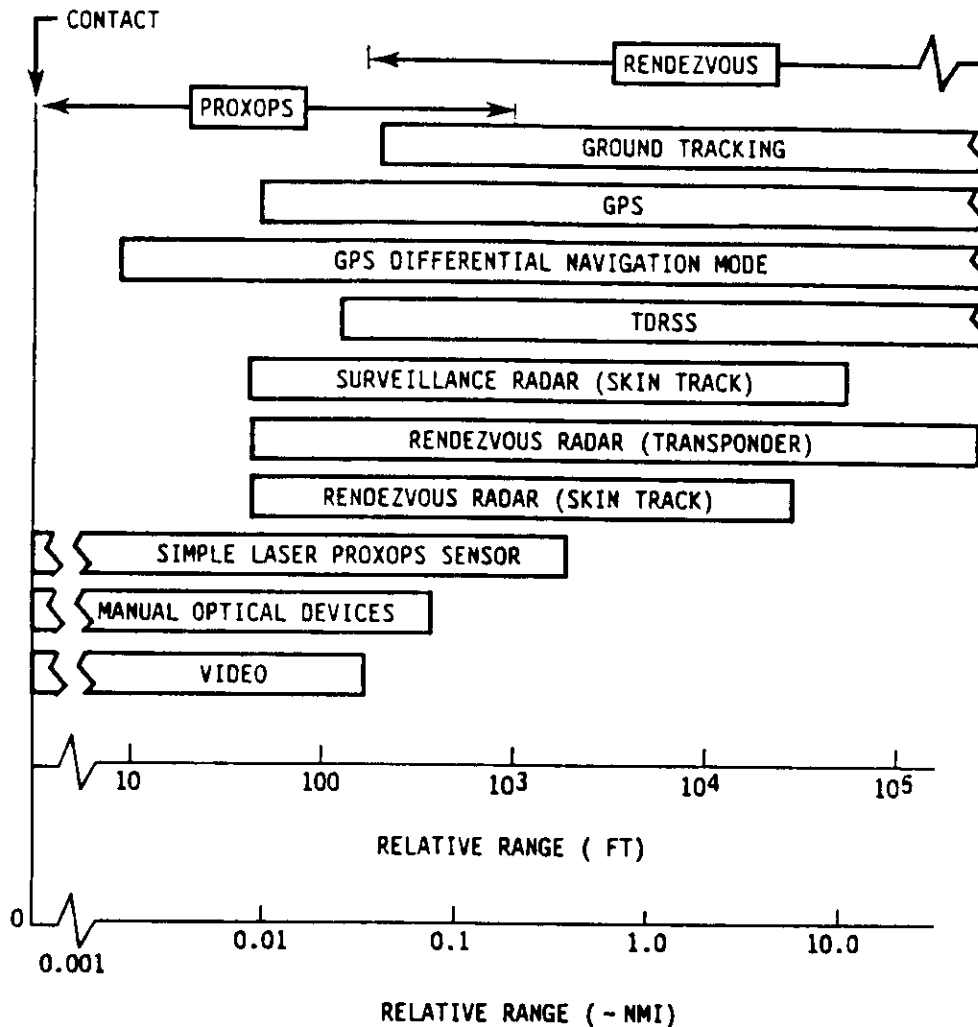 CONTACT
RENDEZVOUS
PROXOPS
GROUND TRACKING
GPS
GPS DIFFERENTIAL NAVIGATION MODE
TDRSS
SURVEILLANCE RADAR (SKIN TRACK)
RENDEZVOUS RADAR (TRANSPONDER)
RENDEZVOUS RADAR (SKIN TRACK)
SIMPLE LASER PROXOPS SENSOR
MANUAL OPTICAL DEVICES
VIDEO
10 100 10³ 10⁴ 10⁵
RELATIVE RANGE ( FT)
0
0.001 0.01 0.1 1.0 10.0
RELATIVE RANGE (~NMI)